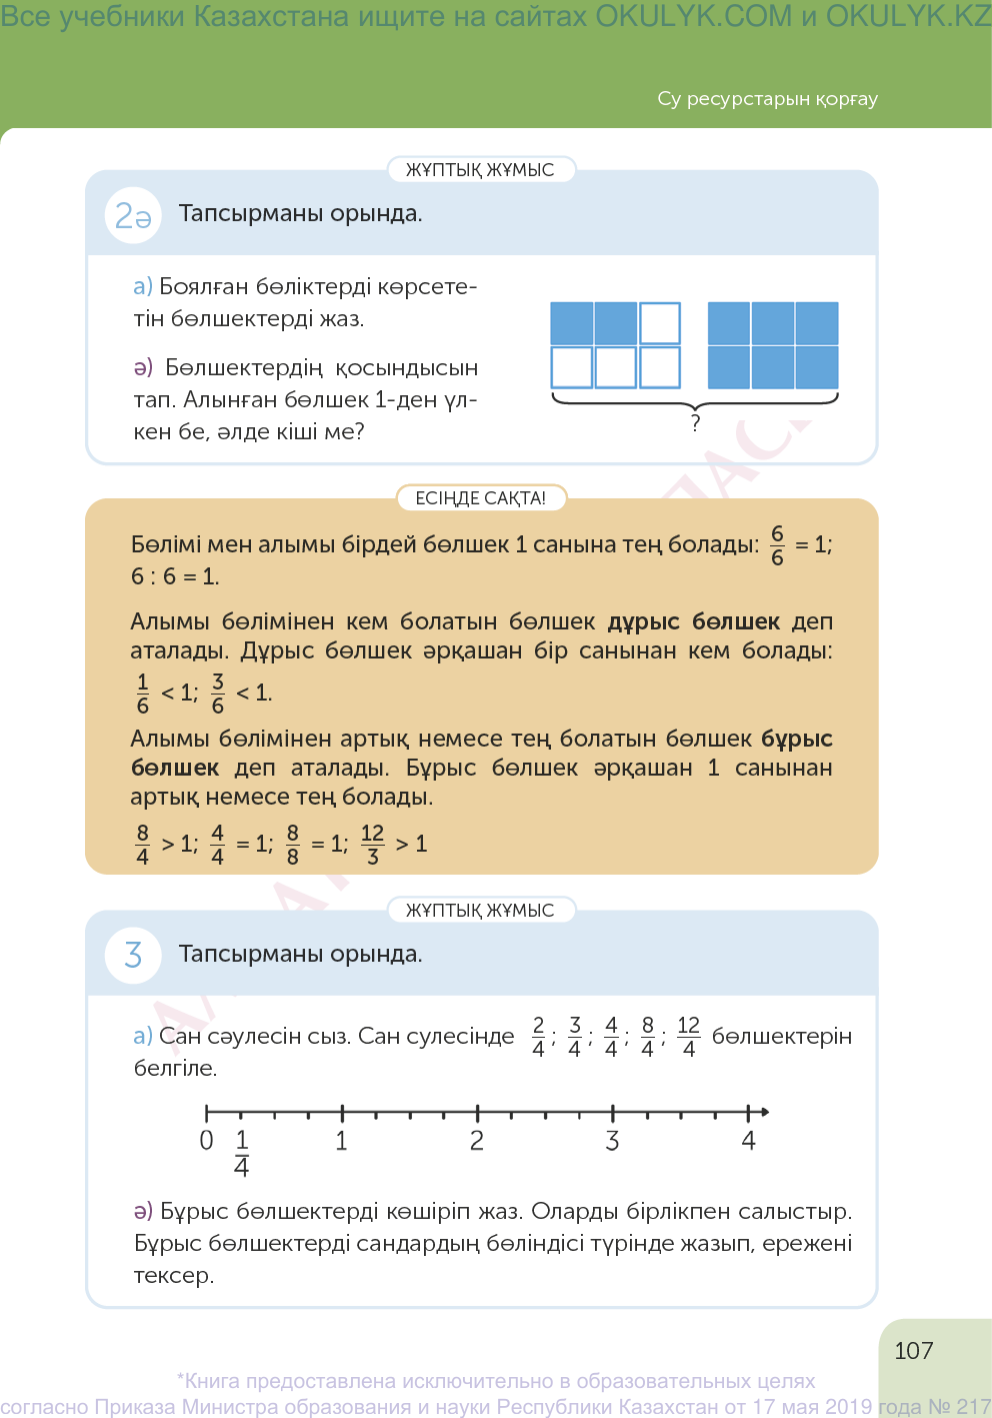 Все учебники Казахстана ищите на сайтах OKULYK.COM и OKULYK.KZ
Су ресурстарын қорғау
ЖҰПТЫҚ ЖҰМЫС
2ә Тапсырманы орында.
а) Боялған бөліктерді көрсете-
тін бөлшектерді жаз.
ә) Бөлшектердің қосындысын
тап. Алынған бөлшек 1-ден үл-
кен бе, әлде кіші ме?
?
ЕСІҢДЕ САҚТА!
Бөлімі мен алымы бірдей бөлшек 1 санына тең болады: 6/6 = 1;
6 : 6 = 1.
Алымы бөлімінен кем болатын бөлшек дұрыс бөлшек деп
аталады. Дұрыс бөлшек әрқашан бір санынан кем болады:
1/6 < 1; 3/6 < 1.
Алымы бөлімінен артық немесе тең болатын бөлшек бұрыс
бөлшек деп аталады. Бұрыс бөлшек әрқашан 1 санынан
артық немесе тең болады.
8/4 > 1; 4/4 = 1; 8/8 = 1; 12/3 > 1
ЖҰПТЫҚ ЖҰМЫС
3 Тапсырманы орында.
а) Сан сәулесін сыз. Сан сулесінде 2/4; 3/4; 4/4; 8/4; 12/4 бөлшектерін
белгіле.
0 1/4 1 2 3 4
ә) Бұрыс бөлшектерді көшіріп жаз. Оларды бірлікпен салыстыр.
Бұрыс бөлшектерді сандардың бөліндісі түрінде жазып, ережені
тексер.
107
*Книга предоставлена исключительно в образовательных целях
согласно Приказа Министра образования и науки Республики Казахстан от 17 мая 2019 года № 217